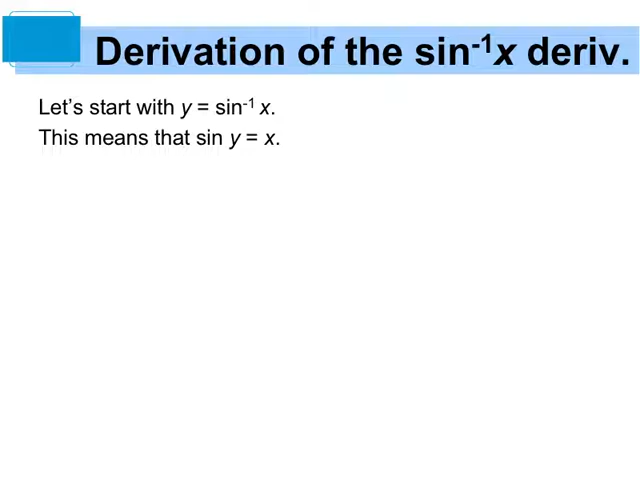 Derivation of the sin⁻¹x deriv.
Let’s start with y = sin⁻¹ x.
This means that sin y = x.